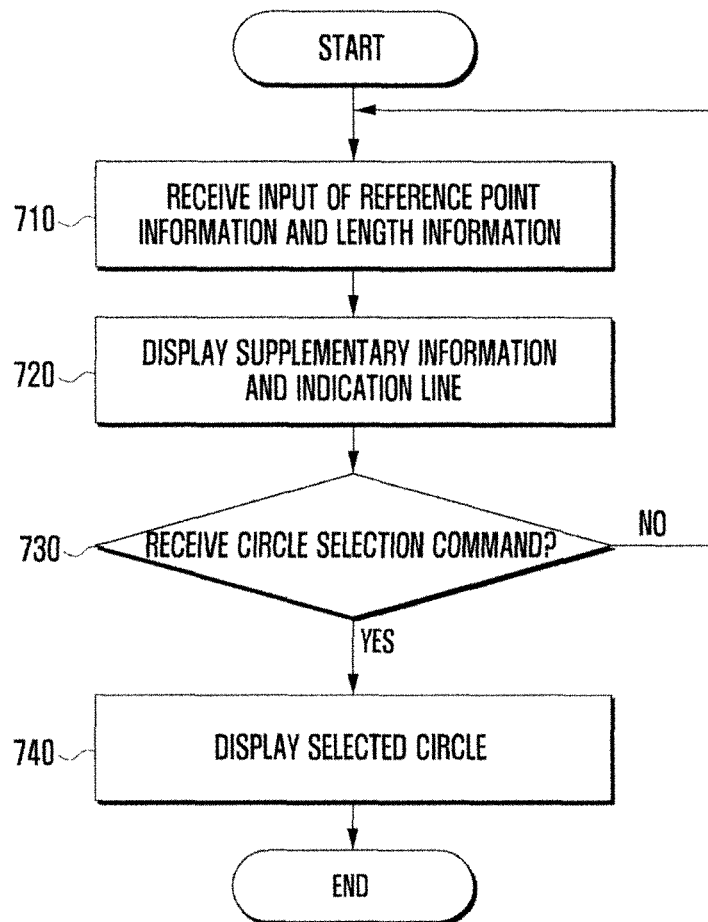 START
710
RECEIVE INPUT OF REFERENCE POINT
INFORMATION AND LENGTH INFORMATION
720
DISPLAY SUPPLEMENTARY INFORMATION
AND INDICATION LINE
730
RECEIVE CIRCLE SELECTION COMMAND?
NO
YES
740
DISPLAY SELECTED CIRCLE
END